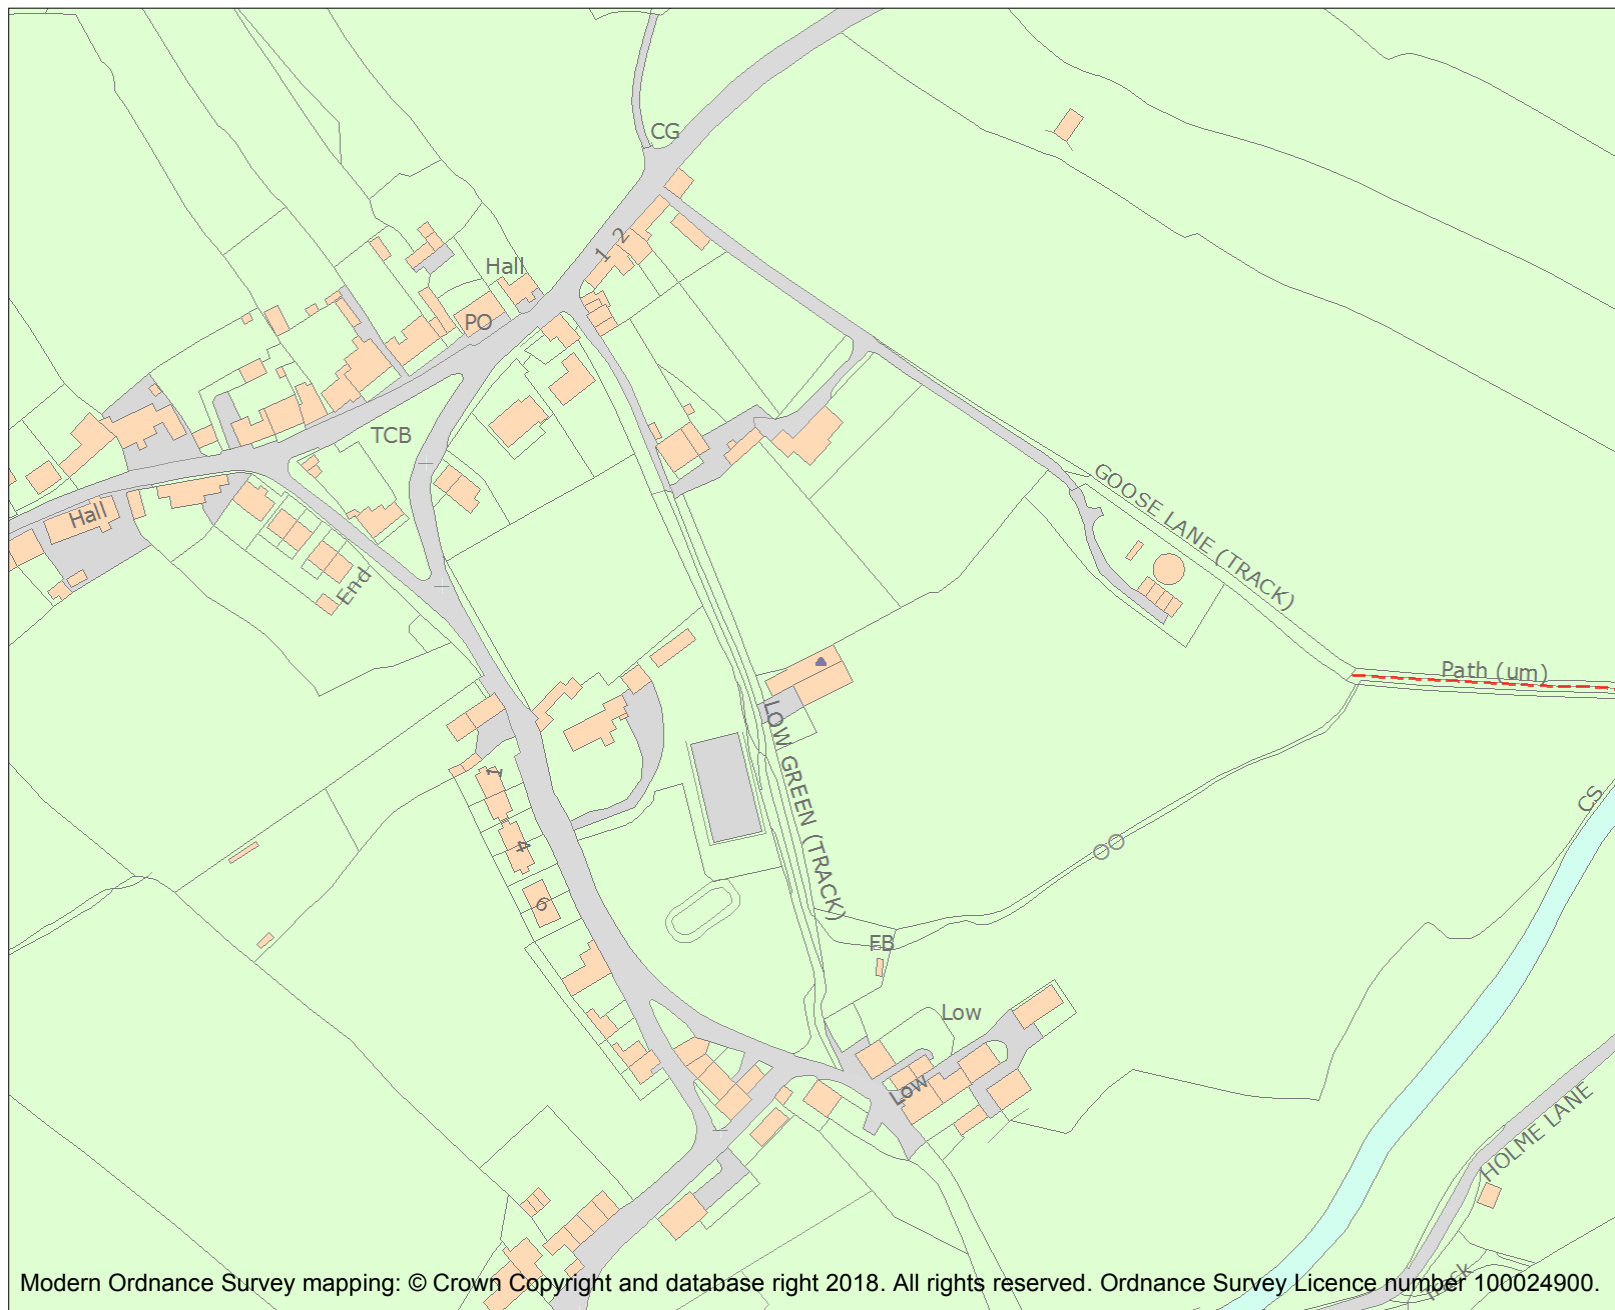 CG
1 2
Hall
PO
TCB
Hall
GOOSE LANE (TRACK)
End
Path (um)
LOW GREEN (TRACK)
1
4
6
CS
FB
Low
Low
HOLME LANE
Track
Modern Ordnance Survey mapping: © Crown Copyright and database right 2018. All rights reserved. Ordnance Survey Licence number 100024900.